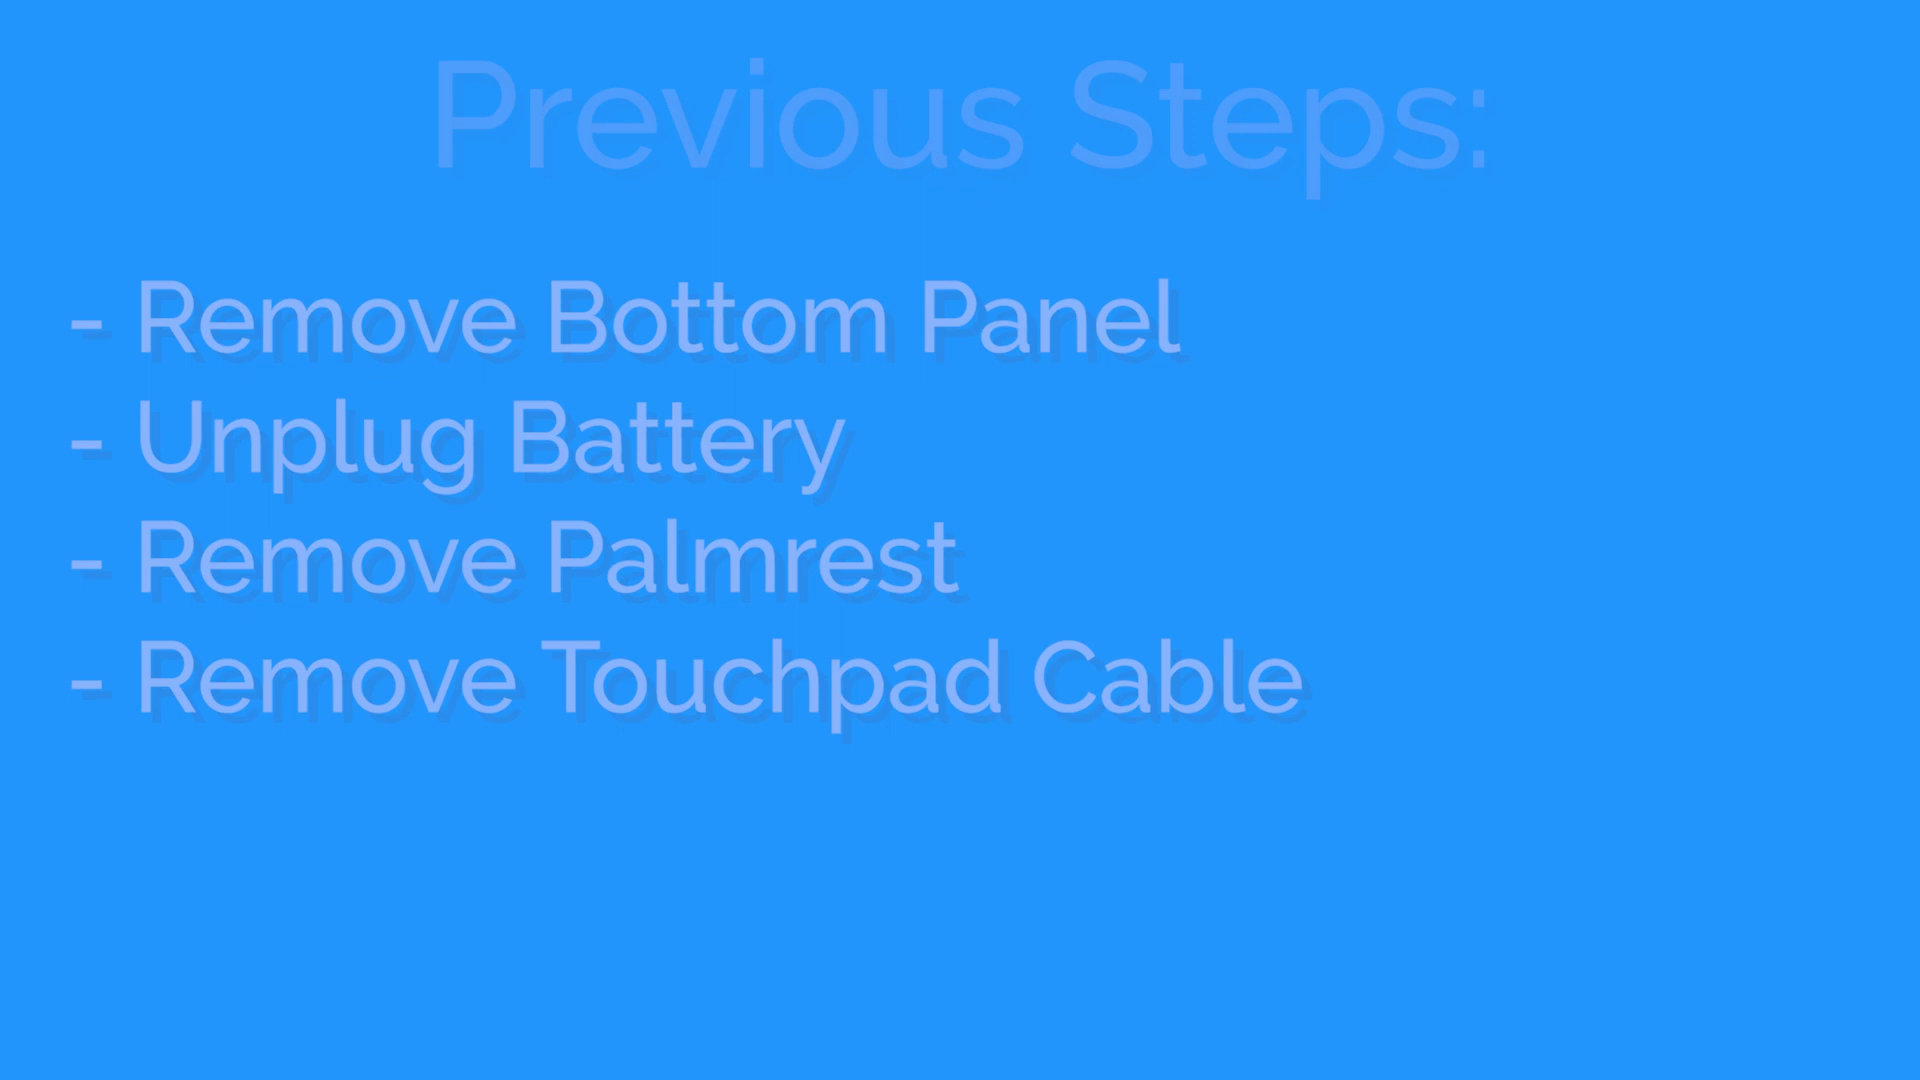 Previous Steps:
- Remove Bottom Panel
- Unplug Battery
- Remove Palmrest
- Remove Touchpad Cable